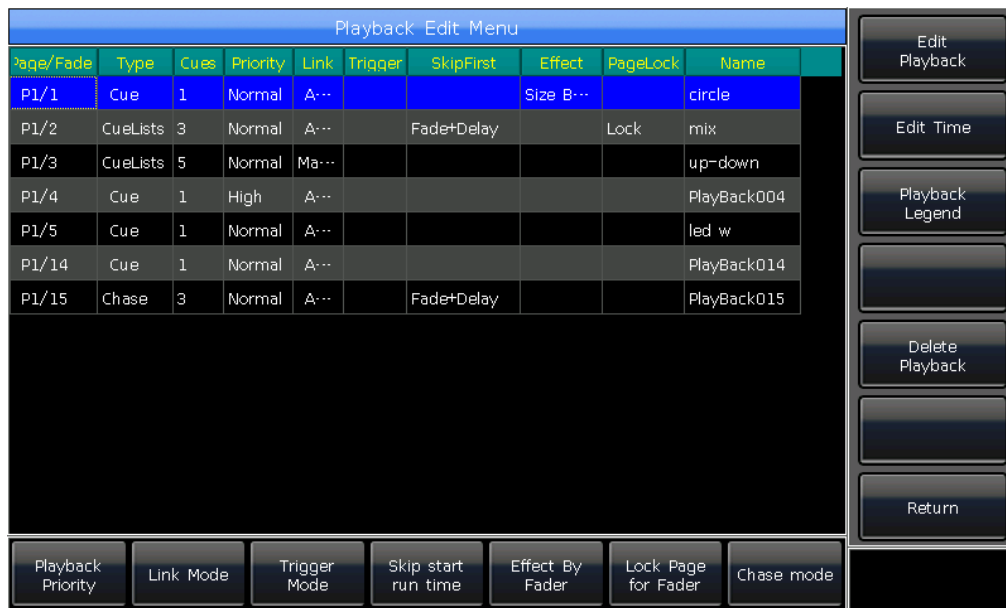 Playback Edit Menu
Page/Fade Type Cues Priority Link Trigger SkipFirst Effect PageLock Name
P1/1 Cue 1 Normal A··· Size B··· circle
P1/2 CueLists 3 Normal A··· Fade+Delay Lock mix
P1/3 CueLists 5 Normal Ma··· up-down
P1/4 Cue 1 High A··· PlayBack004
P1/5 Cue 1 Normal A··· led w
P1/14 Cue 1 Normal A··· PlayBack014
P1/15 Chase 3 Normal A··· Fade+Delay PlayBack015
Edit
Playback
Edit Time
Playback
Legend
Delete
Playback
Return
Playback
Priority
Link Mode
Trigger
Mode
Skip start
run time
Effect By
Fader
Lock Page
for Fader
Chase mode